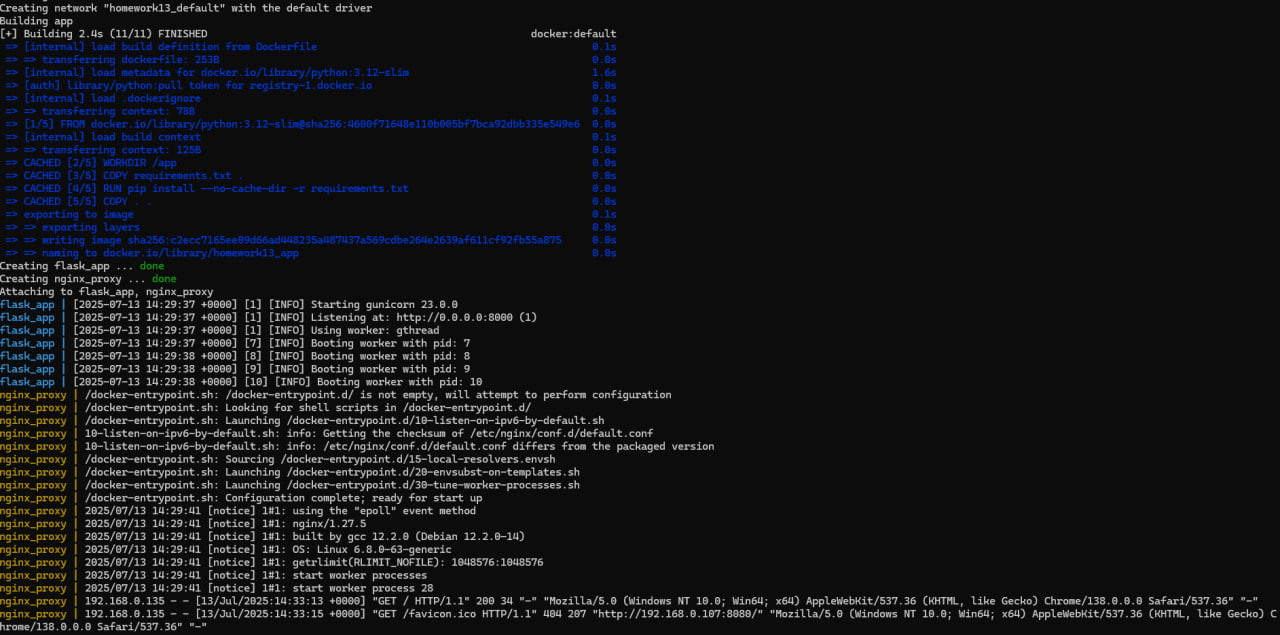 Creating network "homework13_default" with the default driver
Building app
[+] Building 2.4s (11/11) FINISHED docker:default
=> [internal] load build definition from Dockerfile 0.1s
=> => transferring dockerfile: 253B 0.0s
=> [internal] load metadata for docker.io/library/python:3.12-slim 1.6s
=> [auth] library/python:pull token for registry-1.docker.io 0.0s
=> [internal] load .dockerignore 0.1s
=> => transferring context: 78B 0.0s
=> [1/5] FROM docker.io/library/python:3.12-slim@sha256:4600f71648e110b005bf7bca92dbb335e549e6 0.0s
=> [internal] load build context 0.1s
=> => transferring context: 125B 0.0s
=> CACHED [2/5] WORKDIR /app 0.0s
=> CACHED [3/5] COPY requirements.txt . 0.0s
=> CACHED [4/5] RUN pip install --no-cache-dir -r requirements.txt 0.0s
=> CACHED [5/5] COPY . . 0.0s
=> exporting to image 0.1s
=> => exporting layers 0.0s
=> => writing image sha256:c2ecc7165ee09d66ad448235a487437a569cdbe264e2639af611cf92fb55a875 0.0s
=> => naming to docker.io/library/homework13_app 0.0s
Creating flask_app ... done
Creating nginx_proxy ... done
Attaching to flask_app, nginx_proxy
flask_app | [2025-07-13 14:29:37 +0000] [1] [INFO] Starting gunicorn 23.0.0
flask_app | [2025-07-13 14:29:37 +0000] [1] [INFO] Listening at: http://0.0.0.0:8000 (1)
flask_app | [2025-07-13 14:29:37 +0000] [1] [INFO] Using worker: gthread
flask_app | [2025-07-13 14:29:37 +0000] [7] [INFO] Booting worker with pid: 7
flask_app | [2025-07-13 14:29:38 +0000] [8] [INFO] Booting worker with pid: 8
flask_app | [2025-07-13 14:29:38 +0000] [9] [INFO] Booting worker with pid: 9
flask_app | [2025-07-13 14:29:38 +0000] [10] [INFO] Booting worker with pid: 10
nginx_proxy | /docker-entrypoint.sh: /docker-entrypoint.d/ is not empty, will attempt to perform configuration
nginx_proxy | /docker-entrypoint.sh: Looking for shell scripts in /docker-entrypoint.d/
nginx_proxy | /docker-entrypoint.sh: Launching /docker-entrypoint.d/10-listen-on-ipv6-by-default.sh
nginx_proxy | 10-listen-on-ipv6-by-default.sh: info: Getting the checksum of /etc/nginx/conf.d/default.conf
nginx_proxy | 10-listen-on-ipv6-by-default.sh: info: /etc/nginx/conf.d/default.conf differs from the packaged version
nginx_proxy | /docker-entrypoint.sh: Sourcing /docker-entrypoint.d/15-local-resolvers.envsh
nginx_proxy | /docker-entrypoint.sh: Launching /docker-entrypoint.d/20-envsubst-on-templates.sh
nginx_proxy | /docker-entrypoint.sh: Launching /docker-entrypoint.d/30-tune-worker-processes.sh
nginx_proxy | /docker-entrypoint.sh: Configuration complete; ready for start up
nginx_proxy | 2025/07/13 14:29:41 [notice] 1#1: using the "epoll" event method
nginx_proxy | 2025/07/13 14:29:41 [notice] 1#1: nginx/1.27.5
nginx_proxy | 2025/07/13 14:29:41 [notice] 1#1: built by gcc 12.2.0 (Debian 12.2.0-14)
nginx_proxy | 2025/07/13 14:29:41 [notice] 1#1: OS: Linux 6.8.0-63-generic
nginx_proxy | 2025/07/13 14:29:41 [notice] 1#1: getrlimit(RLIMIT_NOFILE): 1048576:1048576
nginx_proxy | 2025/07/13 14:29:41 [notice] 1#1: start worker processes
nginx_proxy | 2025/07/13 14:29:41 [notice] 1#1: start worker process 28
nginx_proxy | 192.168.0.135 - - [13/Jul/2025:14:33:13 +0000] "GET / HTTP/1.1" 200 34 "-" "Mozilla/5.0 (Windows NT 10.0; Win64; x64) AppleWebKit/537.36 (KHTML, like Gecko) Chrome/138.0.0.0 Safari/537.36" "-"
nginx_proxy | 192.168.0.135 - - [13/Jul/2025:14:33:15 +0000] "GET /favicon.ico HTTP/1.1" 404 207 "http://192.168.0.107:8080/" "Mozilla/5.0 (Windows NT 10.0; Win64; x64) AppleWebKit/537.36 (KHTML, like Gecko) C
hrome/138.0.0.0 Safari/537.36" "-"